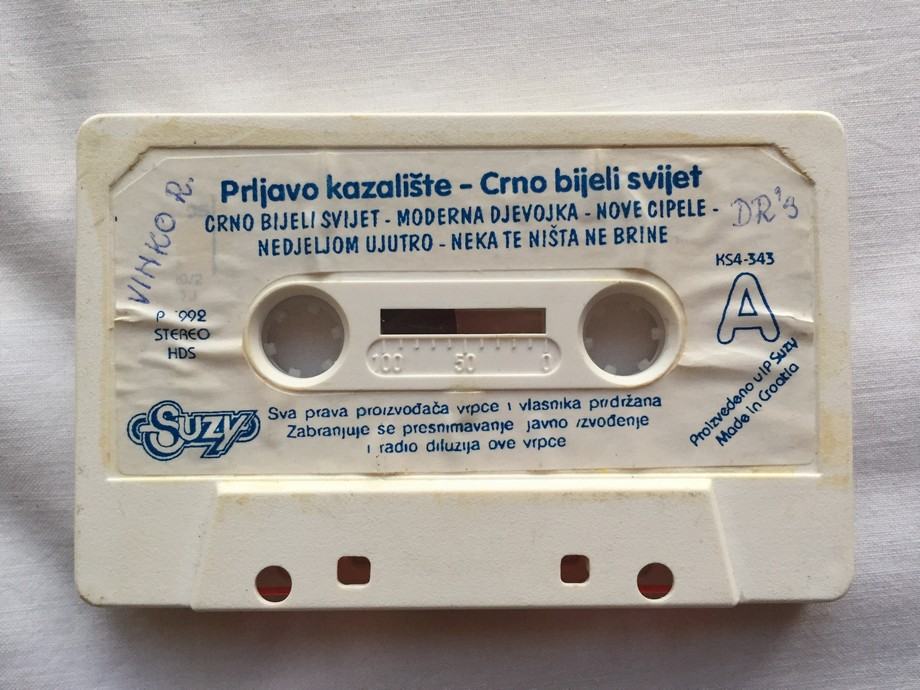 Prljavo kazalište - Crno bijeli svijet
CRNO BIJELI SVIJET - MODERNA DJEVOJKA - NOVE CIPELE -
NEDJELJOM UJUTRO - NEKA TE NIŠTA NE BRINE
VINKO R.
KS4-343
A
P 992
STEREO
HDS
100 50 0
SUZY
Sva prava proizvođača vrpce i vlasnika pridržana
Zabranjuje se presnimavanje javno izvođenje
i radio difuzija ove vrpce
Proizvedeno u IP Suzy
Made in Croatia